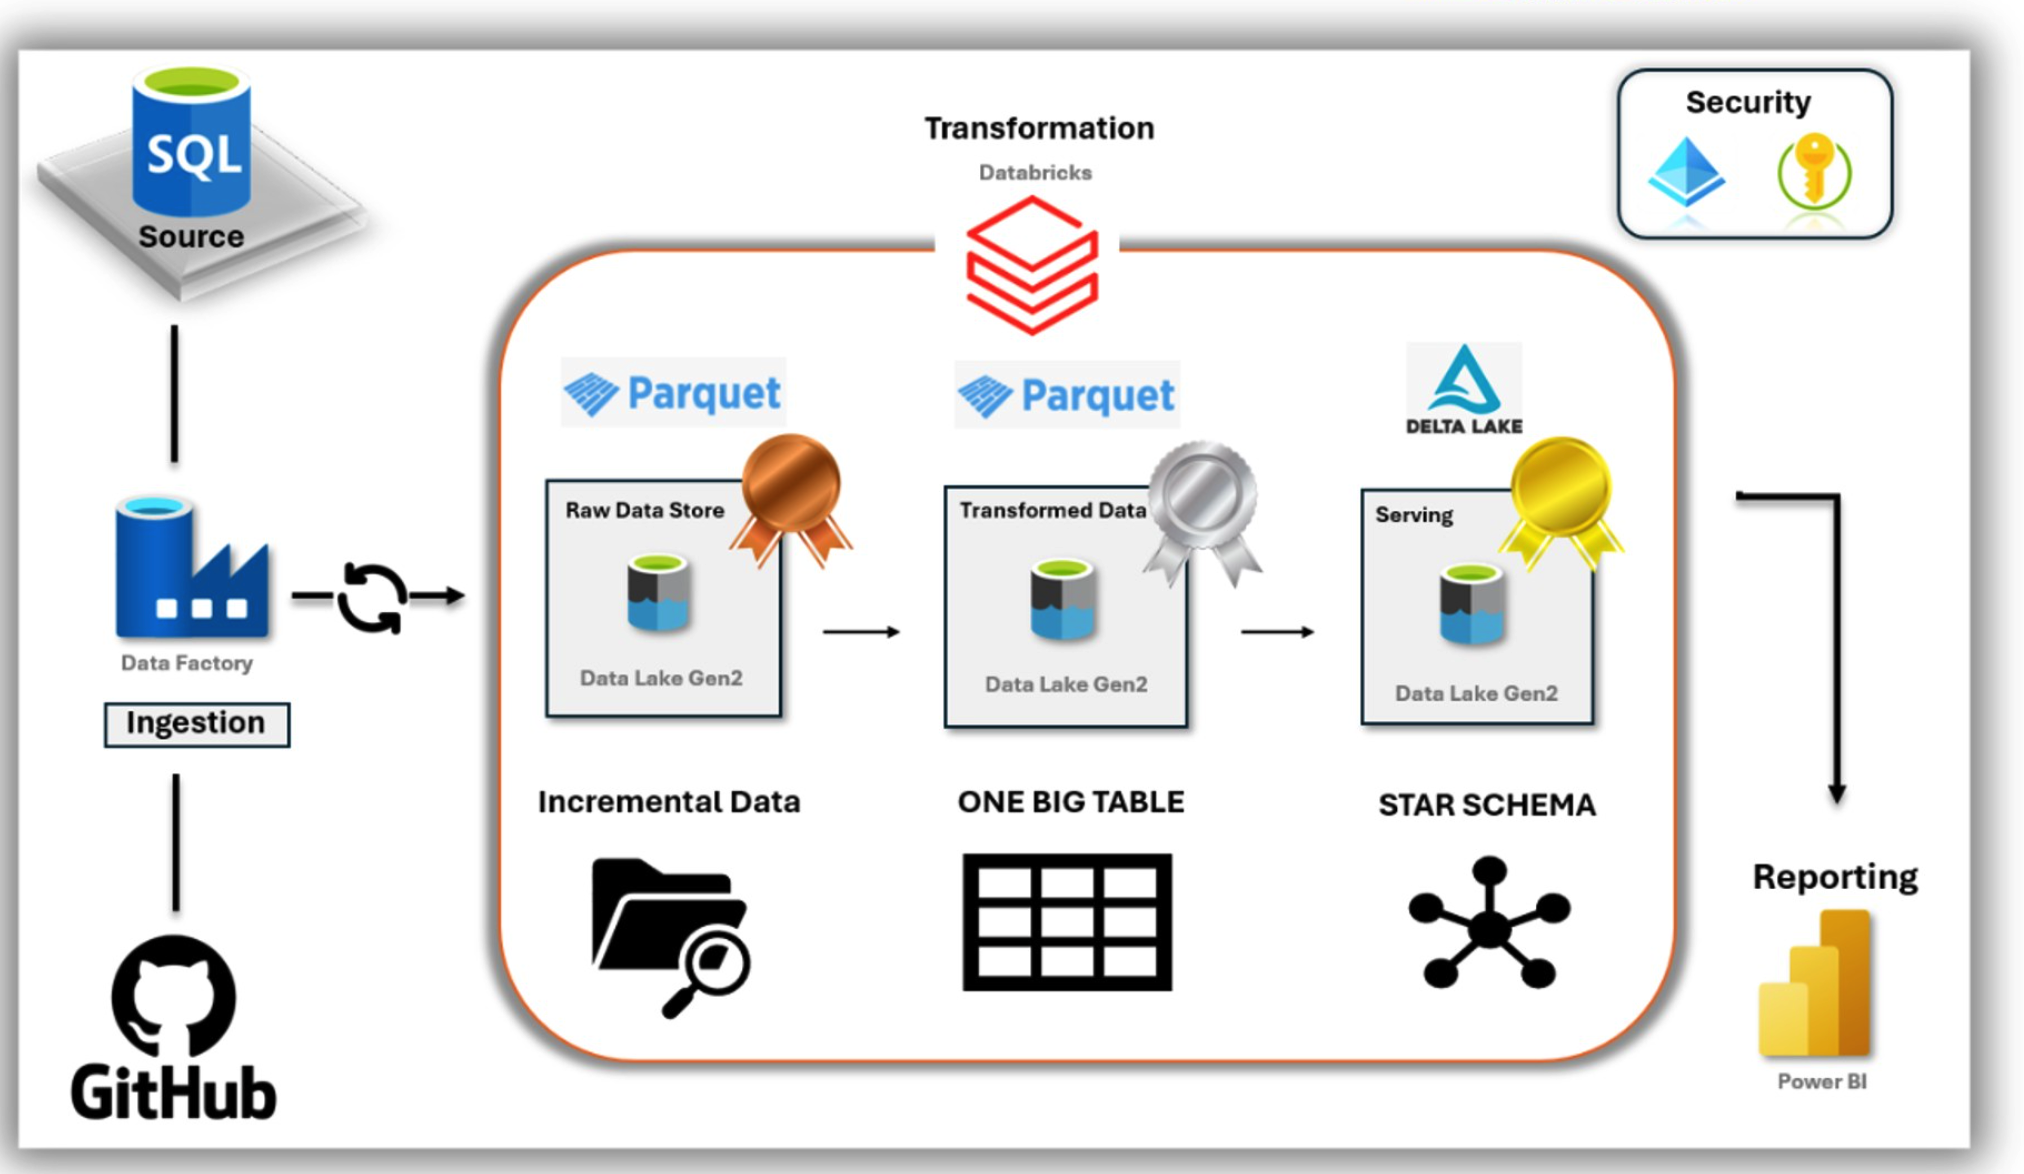 SQL
Source
Transformation
Databricks
Security
Parquet
Parquet
DELTA LAKE
Raw Data Store
Transformed Data
Serving
Data Lake Gen2
Data Lake Gen2
Data Lake Gen2
Data Factory
Ingestion
Incremental Data
ONE BIG TABLE
STAR SCHEMA
Reporting
Power BI
GitHub